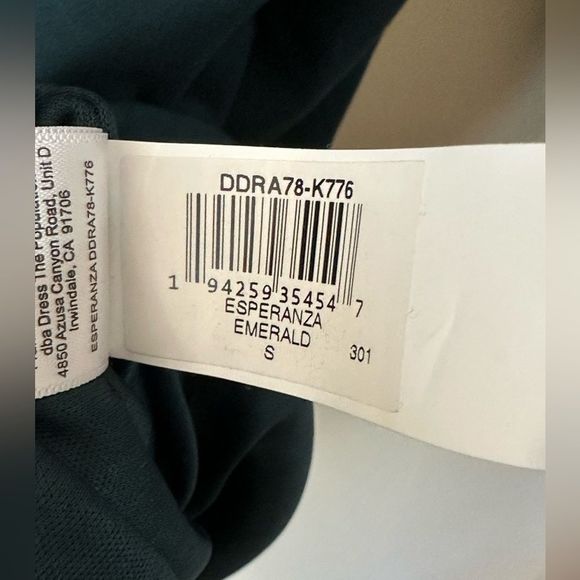 dba Dress The
4850 Azusa Canyon Road, Unit D
Irwindale, CA 91706
ESPERANZA DDRA78-K776
DDRA78-K776
1 94259 35454 7
ESPERANZA
EMERALD
S 301